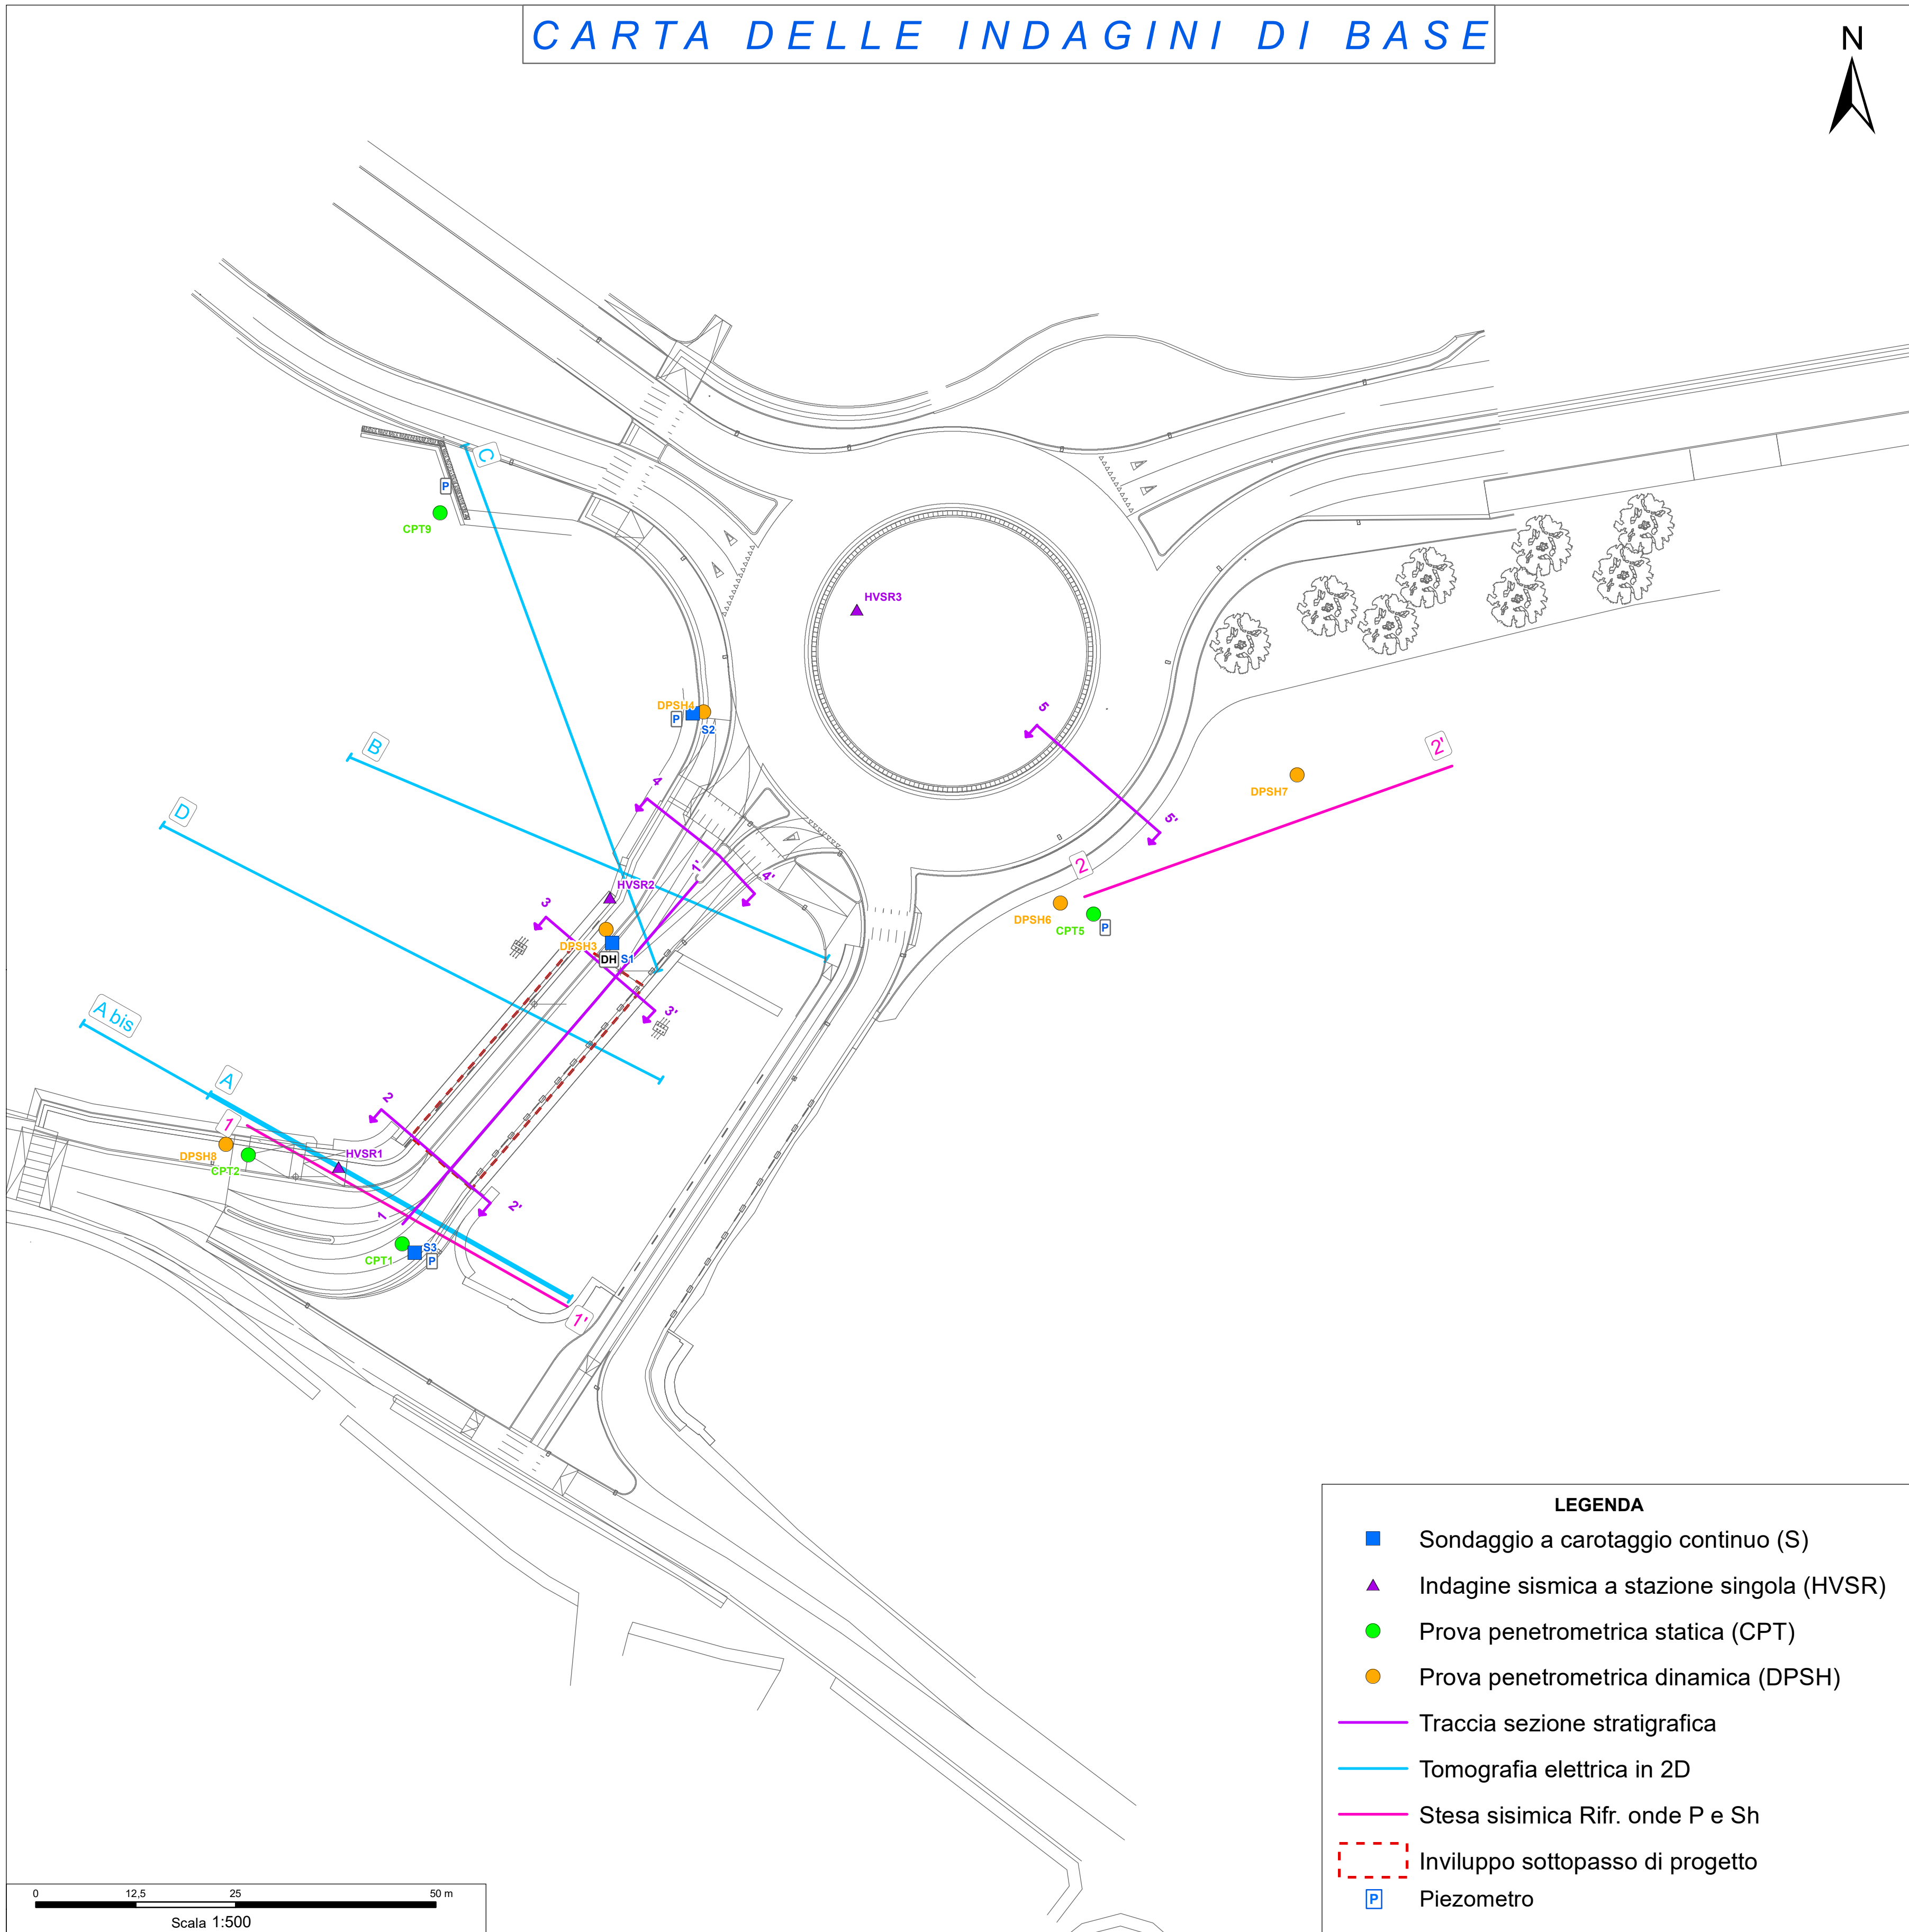 CARTA DELLE INDAGINI DI BASE
N
C
P
CPT9
HVSR3
DPSH4
P
S2
5
B
2'
DPSH7
4
D
5'
2
1'
4'
HVSR2
3
DPSH6
CPT5
P
DPSH3
DH
S1
3'
A bis
A
2
1
HVSR1
DPSH8
CPT2
2'
1
S3
CPT1
P
1'
LEGENDA
Sondaggio a carotaggio continuo (S)
Indagine sismica a stazione singola (HVSR)
Prova penetrometrica statica (CPT)
Prova penetrometrica dinamica (DPSH)
Traccia sezione stratigrafica
Tomografia elettrica in 2D
Stesa sisimica Rifr. onde P e Sh
Inviluppo sottopasso di progetto
P Piezometro
0 12,5 25 50 m
Scala 1:500